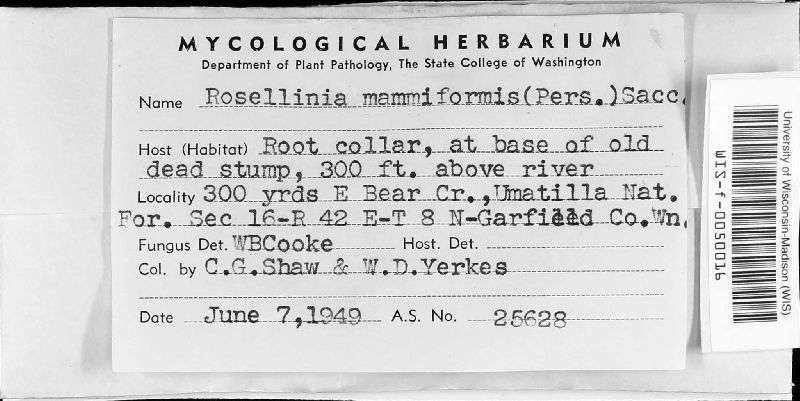 MYCOLOGICAL HERBARIUM
Department of Plant Pathology, The State College of Washington
Name Rosellinia mammiformis(Pers.)Sacc.
Host (Habitat) Root collar, at base of old
dead stump, 300 ft. above river
Locality 300 yrds E Bear Cr.,Umatilla Nat.
For. Sec 16-R 42 E-T 8 N-Garfield Co.Wn.
Fungus Det. WBCooke Host. Det.
Col. by C.G.Shaw & W.D.Yerkes
Date June 7,1949 A.S. No. 25628
University of Wisconsin-Madison (WIS)
WIS-f-0050016